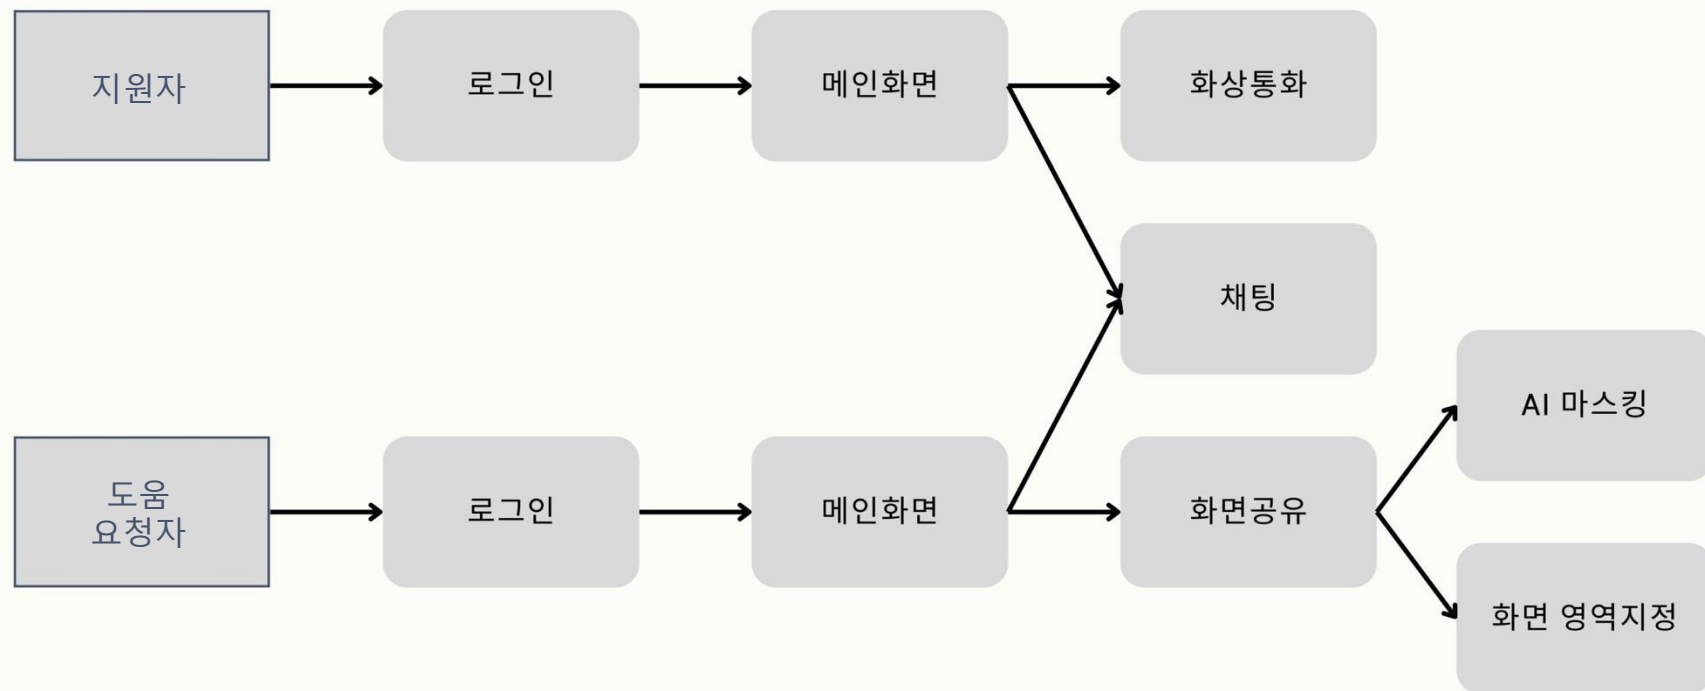 지원자
로그인
메인화면
화상통화
채팅
AI 마스킹
도움
요청자
로그인
메인화면
화면공유
화면 영역지정